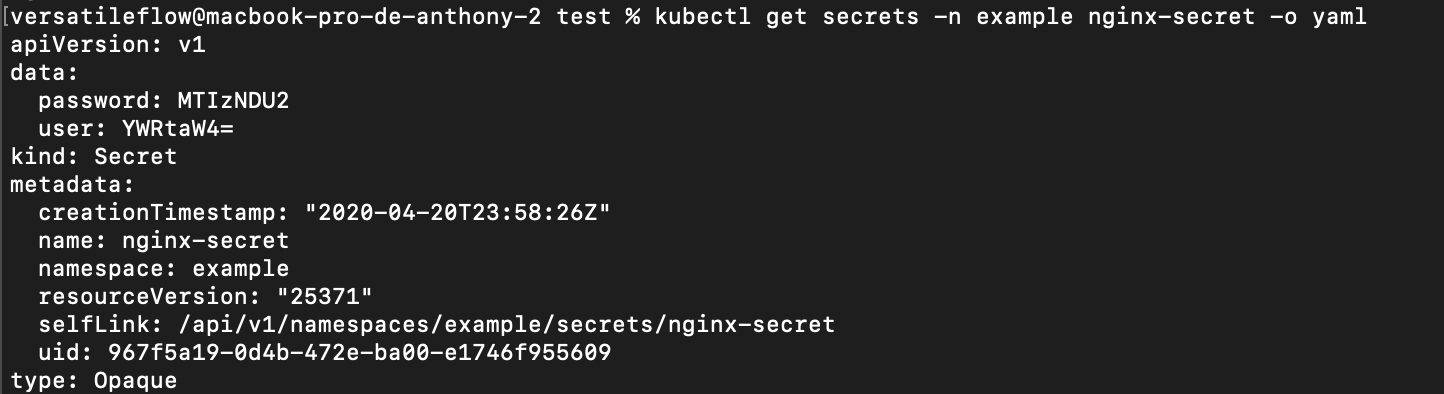 [versatileflow@macbook-pro-de-anthony-2 test % kubectl get secrets -n example nginx-secret -o yaml
apiVersion: v1
data:
  password: MTIzNDU2
  user: YWRtaW4=
kind: Secret
metadata:
  creationTimestamp: "2020-04-20T23:58:26Z"
  name: nginx-secret
  namespace: example
  resourceVersion: "25371"
  selfLink: /api/v1/namespaces/example/secrets/nginx-secret
  uid: 967f5a19-0d4b-472e-ba00-e1746f955609
type: Opaque